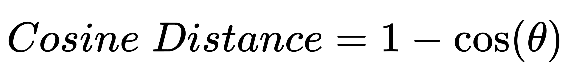 Cosine Distance = 1 − cos(θ)